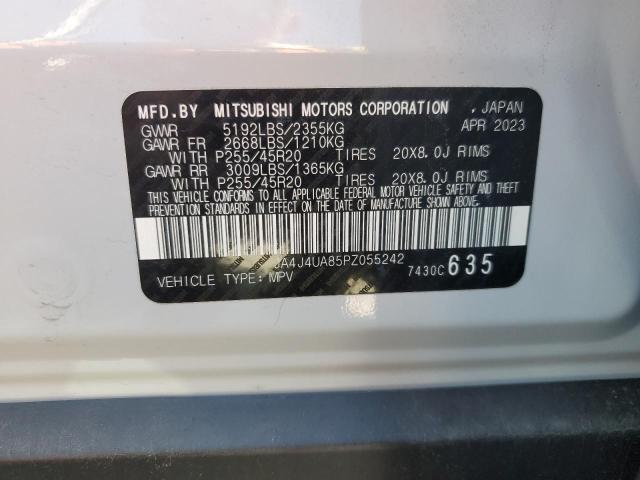 MFD.BY MITSUBISHI MOTORS CORPORATION , JAPAN
GVWR 5192LBS/2355KG APR 2023
GAWR FR 2668LBS/1210KG
WITH P255/45R20 TIRES 20X8.0J RIMS
GAWR RR 3009LBS/1365KG
WITH P255/45R20 TIRES 20X8.0J RIMS
THIS VEHICLE CONFORMS TO ALL APPLICABLE FEDERAL MOTOR VEHICLE SAFETY AND THEFT
PREVENTION STANDARDS IN EFFECT ON THE DATE OF MANUFACTURE SHOWN ABOVE.
JA4J4UA85PZ055242 7430C 635
VEHICLE TYPE: MPV